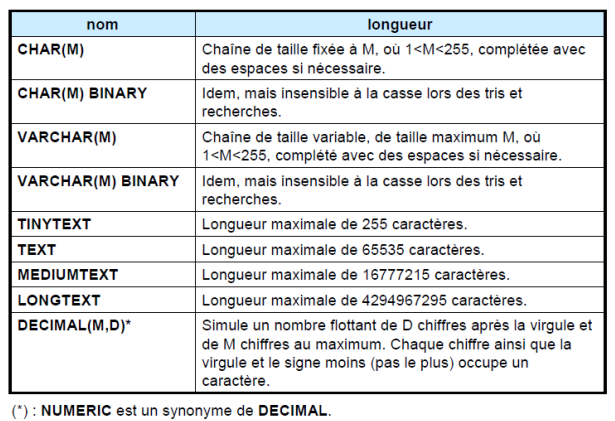 nom longueur
CHAR(M) Chaîne de taille fixée à M, où 1<M<255, complétée avec
des espaces si nécessaire.
CHAR(M) BINARY Idem, mais insensible à la casse lors des tris et
recherches.
VARCHAR(M) Chaîne de taille variable, de taille maximum M, où
1<M<255, complété avec des espaces si nécessaire.
VARCHAR(M) BINARY Idem, mais insensible à la casse lors des tris et
recherches.
TINYTEXT Longueur maximale de 255 caractères.
TEXT Longueur maximale de 65535 caractères.
MEDIUMTEXT Longueur maximale de 16777215 caractères.
LONGTEXT Longueur maximale de 4294967295 caractères.
DECIMAL(M,D)* Simule un nombre flottant de D chiffres après la virgule et
de M chiffres au maximum. Chaque chiffre ainsi que la
virgule et le signe moins (pas le plus) occupe un
caractère.
(*) : NUMERIC est un synonyme de DECIMAL.